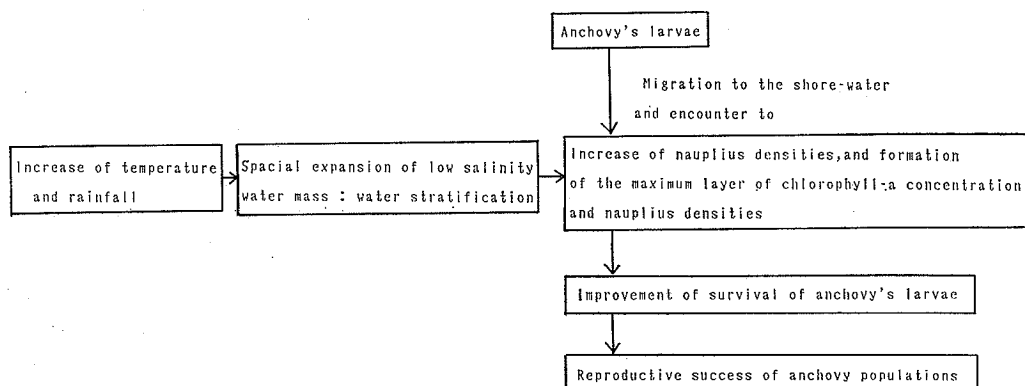 Anchovy's larvae
Migration to the shore-water
and encounter to
Increase of temperature
and rainfall
Spacial expansion of low salinity
water mass : water stratification
Increase of nauplius densities,and formation
of the maximum layer of chlorophyll-a concentration
and nauplius densities
Improvement of survival of anchovy's larvae
Reproductive success of anchovy populations